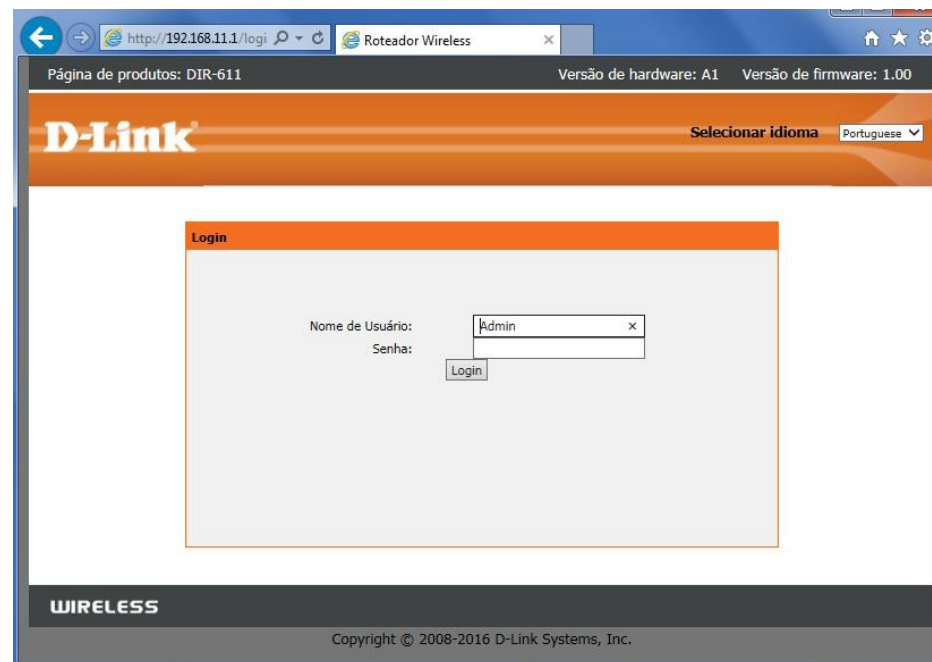 http://192.168.11.1/logi
Roteador Wireless
Página de produtos: DIR-611 Versão de hardware: A1 Versão de firmware: 1.00
D-Link
Selecionar idioma Portuguese
Login
Nome de Usuário: Admin
Senha:
Login
WIRELESS
Copyright © 2008-2016 D-Link Systems, Inc.